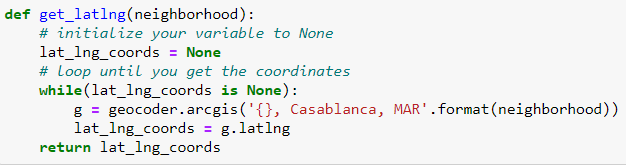 def get_latlng(neighborhood):
    # initialize your variable to None
    lat_lng_coords = None
    # loop until you get the coordinates
    while(lat_lng_coords is None):
        g = geocoder.arcgis('{}, Casablanca, MAR'.format(neighborhood))
        lat_lng_coords = g.latlng
    return lat_lng_coords